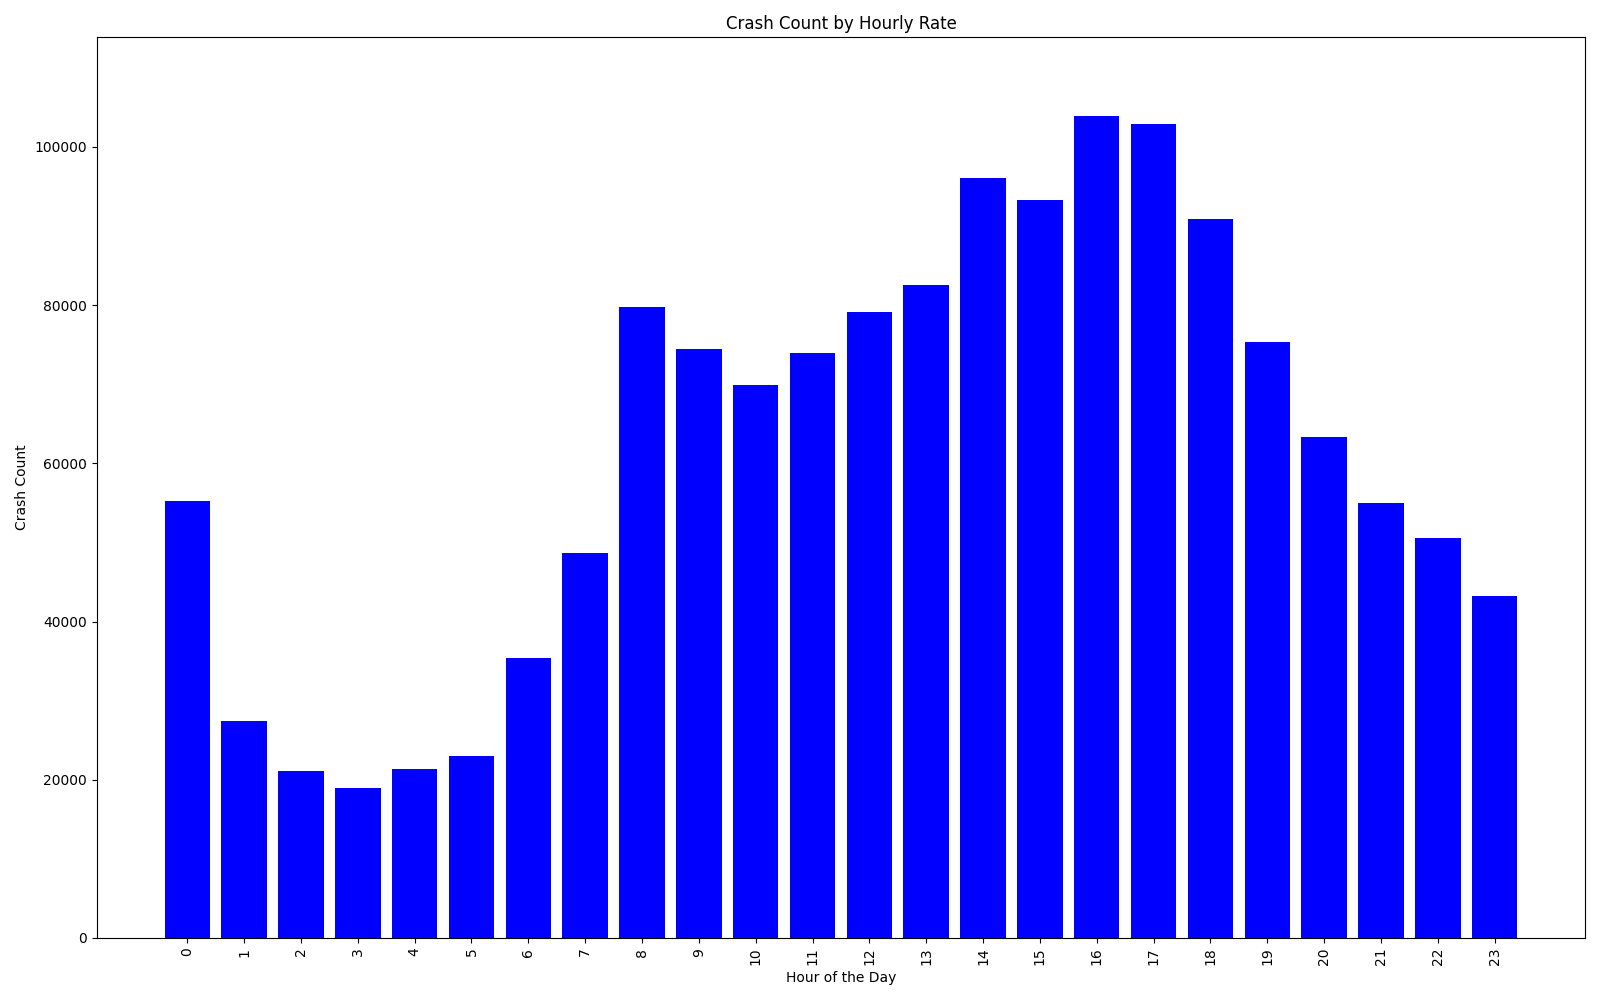 Crash Count by Hourly Rate
100000
80000
60000
40000
20000
0
Crash Count
0 1 2 3 4 5 6 7 8 9 10 11 12 13 14 15 16 17 18 19 20 21 22 23
Hour of the Day